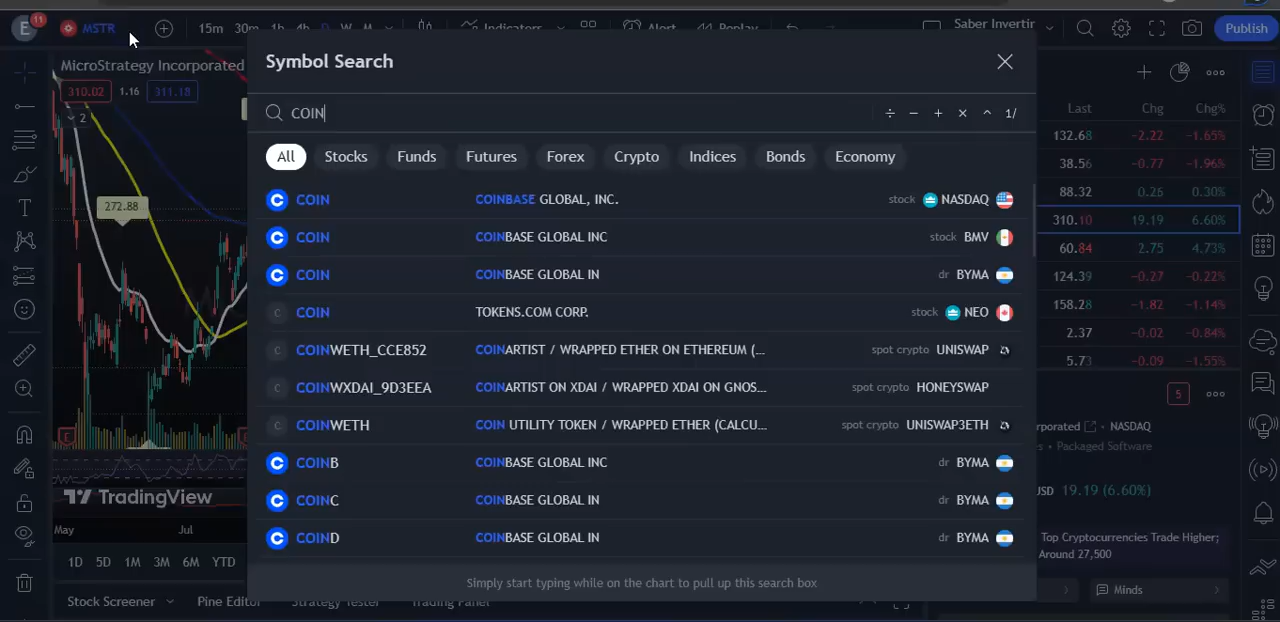 E
11
MSTR
15m 30m 1h 4h D W M
Indicators
Alert
Replay
Saber Invertir
Publish
MicroStrategy Incorporated
310.02 1.16 311.18
2
Symbol Search
COIN
÷ − + × ^ 1/
All Stocks Funds Futures Forex Crypto Indices Bonds Economy
COIN COINBASE GLOBAL, INC. stock NASDAQ
COIN COINBASE GLOBAL INC stock BMV
COIN COINBASE GLOBAL IN dr BYMA
COIN TOKENS.COM CORP. stock NEO
COINWETH_CCE852 COINARTIST / WRAPPED ETHER ON ETHEREUM (... spot crypto UNISWAP
COINWXDAI_9D3EEA COINARTIST ON XDAI / WRAPPED XDAI ON GNOS... spot crypto HONEYSWAP
COINWETH COIN UTILITY TOKEN / WRAPPED ETHER (CALCU... spot crypto UNISWAP3ETH
COINB COINBASE GLOBAL INC dr BYMA
COINC COINBASE GLOBAL IN dr BYMA
COIND COINBASE GLOBAL IN dr BYMA
Simply start typing while on the chart to pull up this search box
272.88
E
TradingView
May Jul
1D 5D 1M 3M 6M YTD
Stock Screener Pine Editor Strategy Tester Trading Panel
Last Chg Chg%
132.68 −2.22 −1.65%
38.56 −0.77 −1.96%
88.32 0.26 0.30%
310.10 19.19 6.60%
60.84 2.75 4.73%
124.39 −0.27 −0.22%
158.28 −1.82 −1.14%
2.37 −0.02 −0.84%
5.73 −0.09 −1.55%
5
rporated • NASDAQ
s • Packaged Software
USD 19.19 (6.60%)
Top Cryptocurrencies Trade Higher;
Around 27,500
Minds